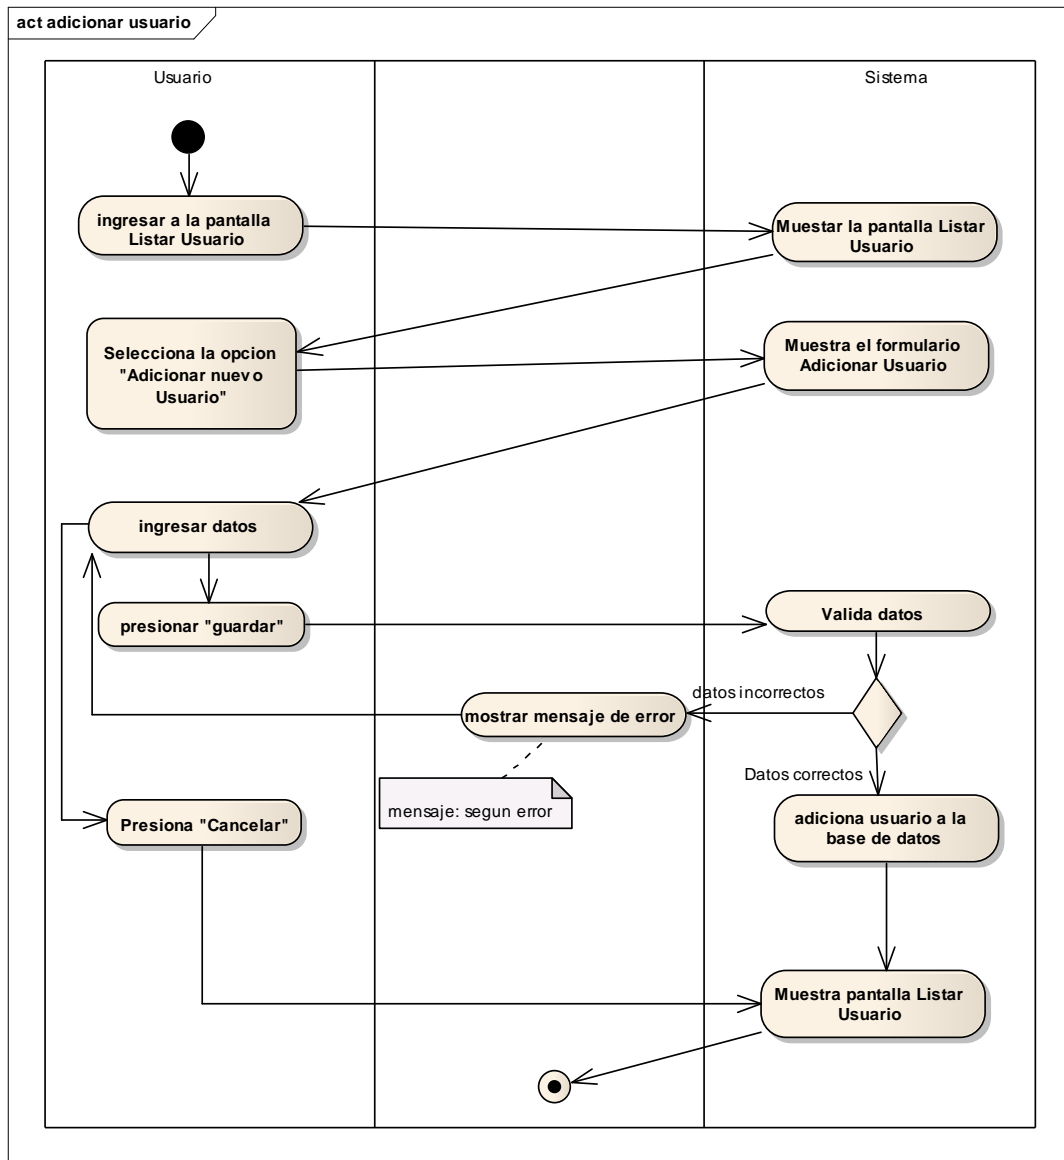 act adicionar usuario
Usuario
Sistema
ingresar a la pantalla
Listar Usuario
Muestar la pantalla Listar
Usuario
Selecciona la opcion
"Adicionar nuevo
Usuario"
Muestra el formulario
Adicionar Usuario
ingresar datos
presionar "guardar"
Valida datos
datos incorrectos
mostrar mensaje de error
mensaje: segun error
Datos correctos
Presiona "Cancelar"
adiciona usuario a la
base de datos
Muestra pantalla Listar
Usuario